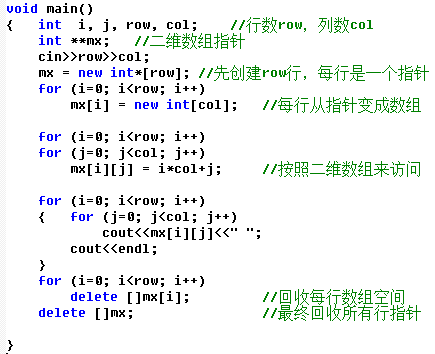 void main()
{    int  i, j, row, col;    //行数row, 列数col
    int **mx;   //二维数组指针
    cin>>row>>col;
    mx = new int*[row]; //先创建row行，每行是一个指针
    for (i=0; i<row; i++)
        mx[i] = new int[col];    //每行从指针变成数组

    for (i=0; i<row; i++)
    for (j=0; j<col; j++)
        mx[i][j] = i*col+j;     //按照二维数组来访问

    for (i=0; i<row; i++)
    {   for (j=0; j<col; j++)
            cout<<mx[i][j]<<" ";
        cout<<endl;
    }
    for (i=0; i<row; i++)
        delete []mx[i];         //回收每行数组空间
    delete []mx;                //最终回收所有行指针

}